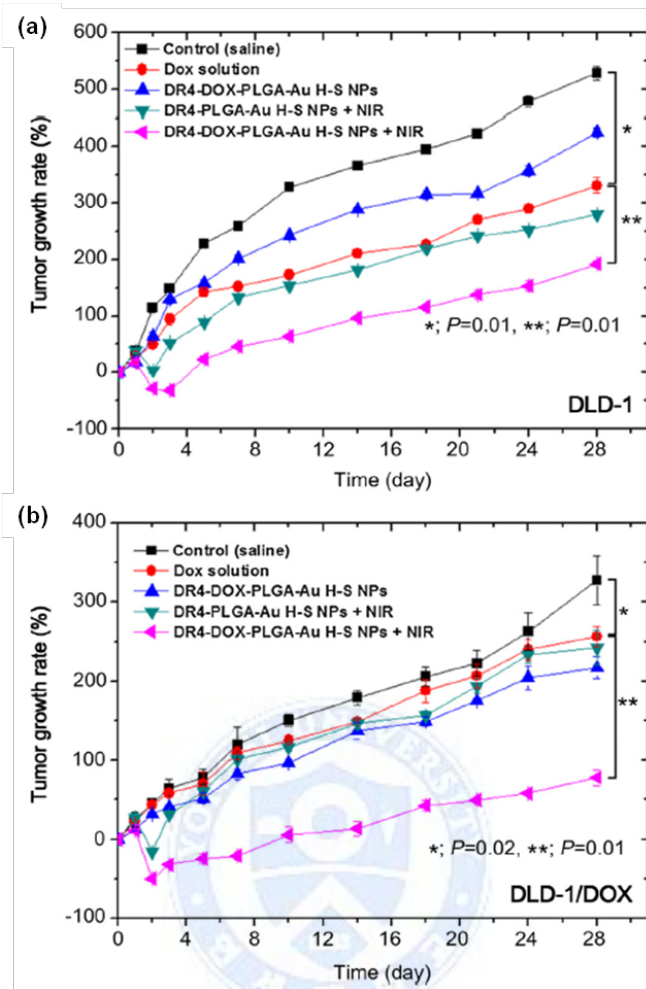 (a)
600
500
400
300
200
100
0
-100
Tumor growth rate (%)
Control (saline)
Dox solution
DR4-DOX-PLGA-Au H-S NPs
DR4-PLGA-Au H-S NPs + NIR
DR4-DOX-PLGA-Au H-S NPs + NIR
*
**
*; P=0.01, **; P=0.01
DLD-1
0 4 8 12 16 20 24 28
Time (day)
(b)
400
300
200
100
0
-100
Tumor growth rate (%)
Control (saline)
Dox solution
DR4-DOX-PLGA-Au H-S NPs
DR4-PLGA-Au H-S NPs + NIR
DR4-DOX-PLGA-Au H-S NPs + NIR
*
**
*; P=0.02, **; P=0.01
DLD-1/DOX
0 4 8 12 16 20 24 28
Time (day)